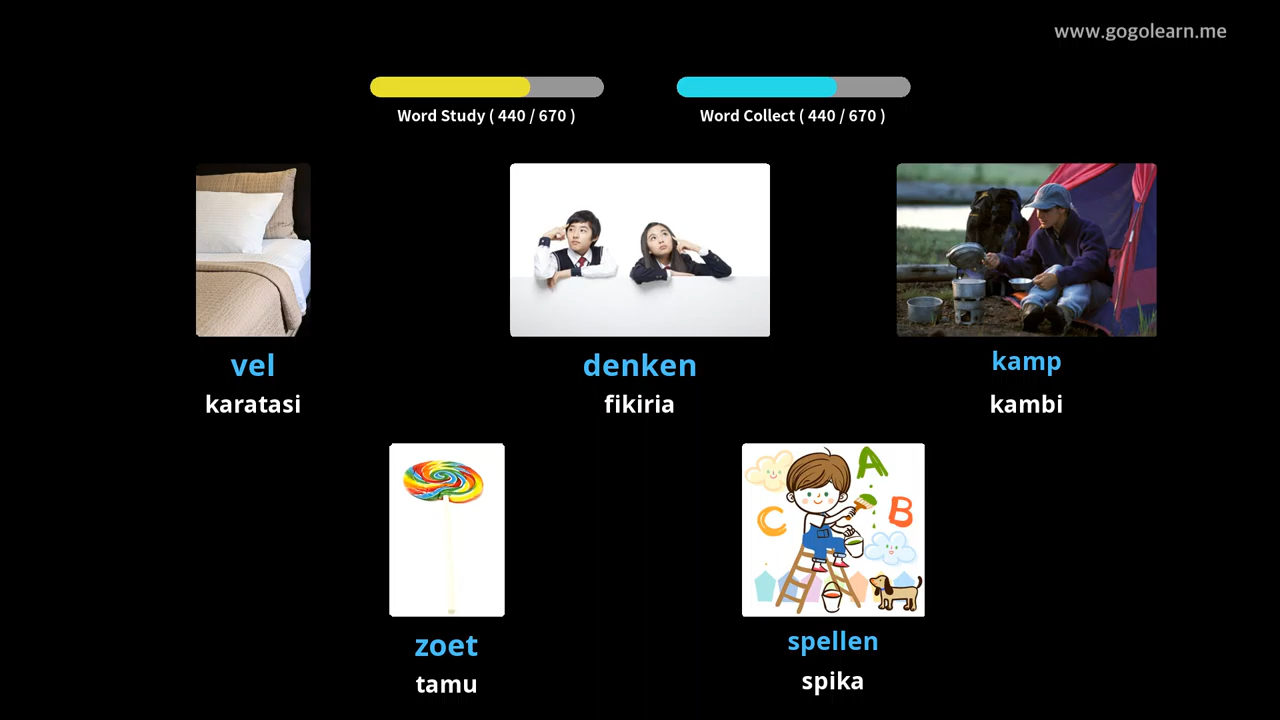 www.gogolearn.me
Word Study ( 440 / 670 )
Word Collect ( 440 / 670 )
vel
denken
kamp
karatasi
fikiria
kambi
A
B
C
zoet
spellen
tamu
spika